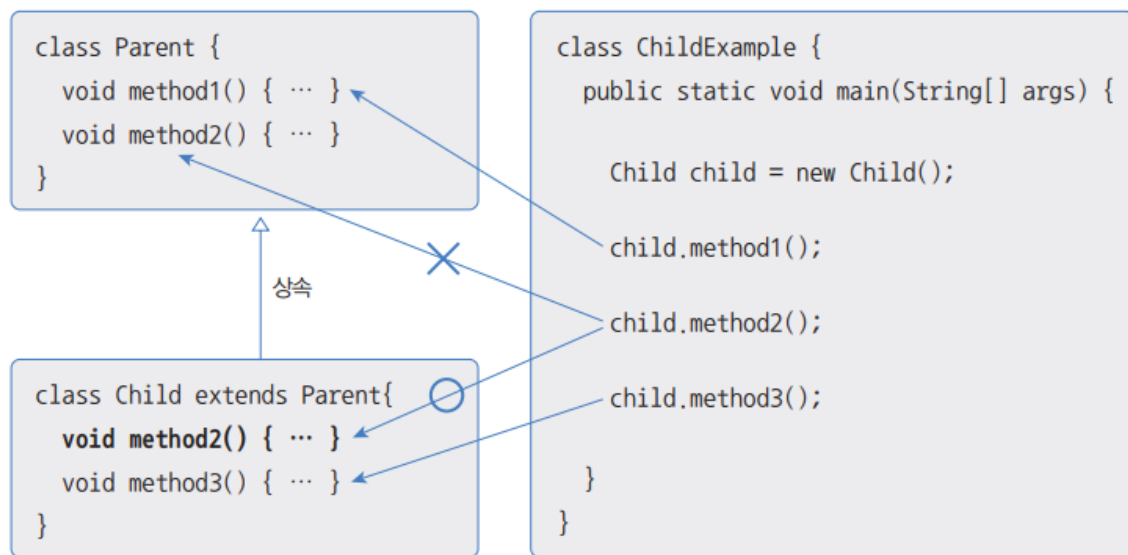 class Parent {
void method1() { … }
void method2() { … }
}
상속
class Child extends Parent{
void method2() { … }
void method3() { … }
}
class ChildExample {
public static void main(String[] args) {
Child child = new Child();
child.method1();
child.method2();
child.method3();
}
}